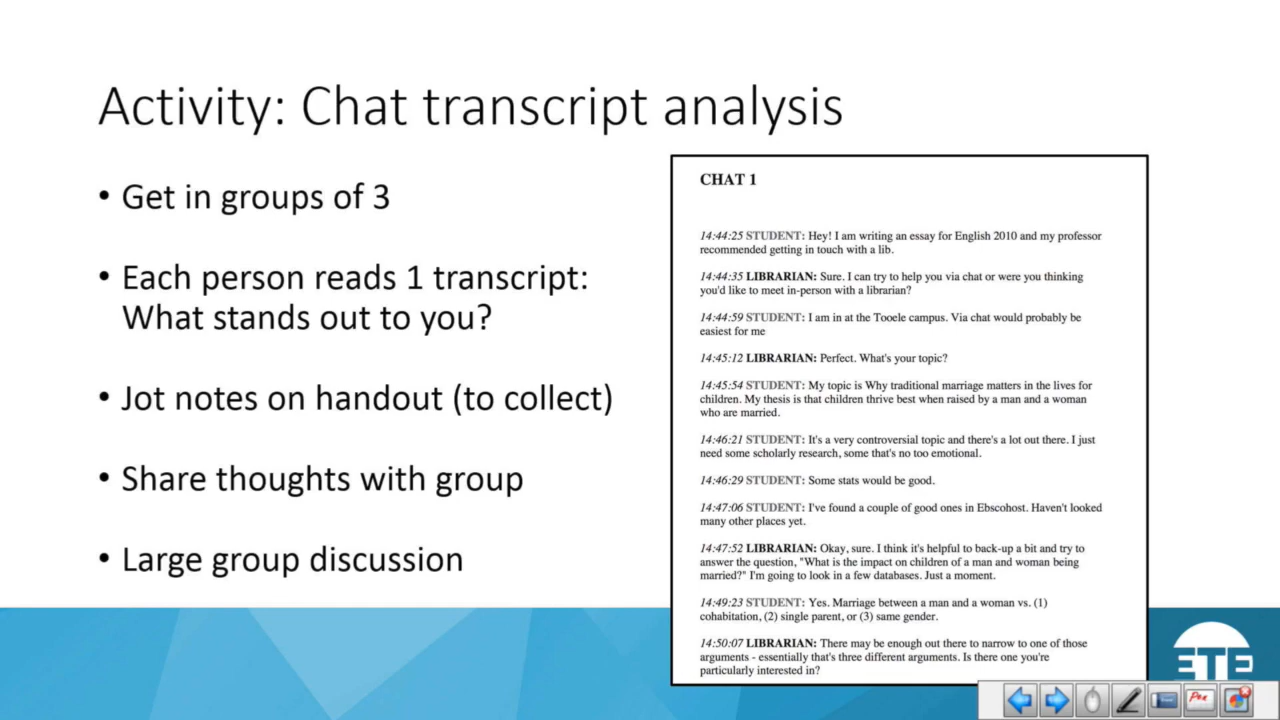 Activity: Chat transcript analysis
• Get in groups of 3
• Each person reads 1 transcript:
What stands out to you?
• Jot notes on handout (to collect)
• Share thoughts with group
• Large group discussion
CHAT 1
14:44:25 STUDENT: Hey! I am writing an essay for English 2010 and my professor
recommended getting in touch with a lib.
14:44:35 LIBRARIAN: Sure. I can try to help you via chat or were you thinking
you'd like to meet in-person with a librarian?
14:44:59 STUDENT: I am in at the Tooele campus. Via chat would probably be
easiest for me
14:45:12 LIBRARIAN: Perfect. What's your topic?
14:45:54 STUDENT: My topic is Why traditional marriage matters in the lives for
children. My thesis is that children thrive best when raised by a man and a woman
who are married.
14:46:21 STUDENT: It's a very controversial topic and there's a lot out there. I just
need some scholarly research, some that's no too emotional.
14:46:29 STUDENT: Some stats would be good.
14:47:06 STUDENT: I've found a couple of good ones in Ebscohost. Haven't looked
many other places yet.
14:47:52 LIBRARIAN: Okay, sure. I think it's helpful to back-up a bit and try to
answer the question, "What is the impact on children of a man and woman being
married?" I'm going to look in a few databases. Just a moment.
14:49:23 STUDENT: Yes. Marriage between a man and a woman vs. (1)
cohabitation, (2) single parent, or (3) same gender.
14:50:07 LIBRARIAN: There may be enough out there to narrow to one of those
arguments - essentially that's three different arguments. Is there one you're
particularly interested in?
ETE
Pen